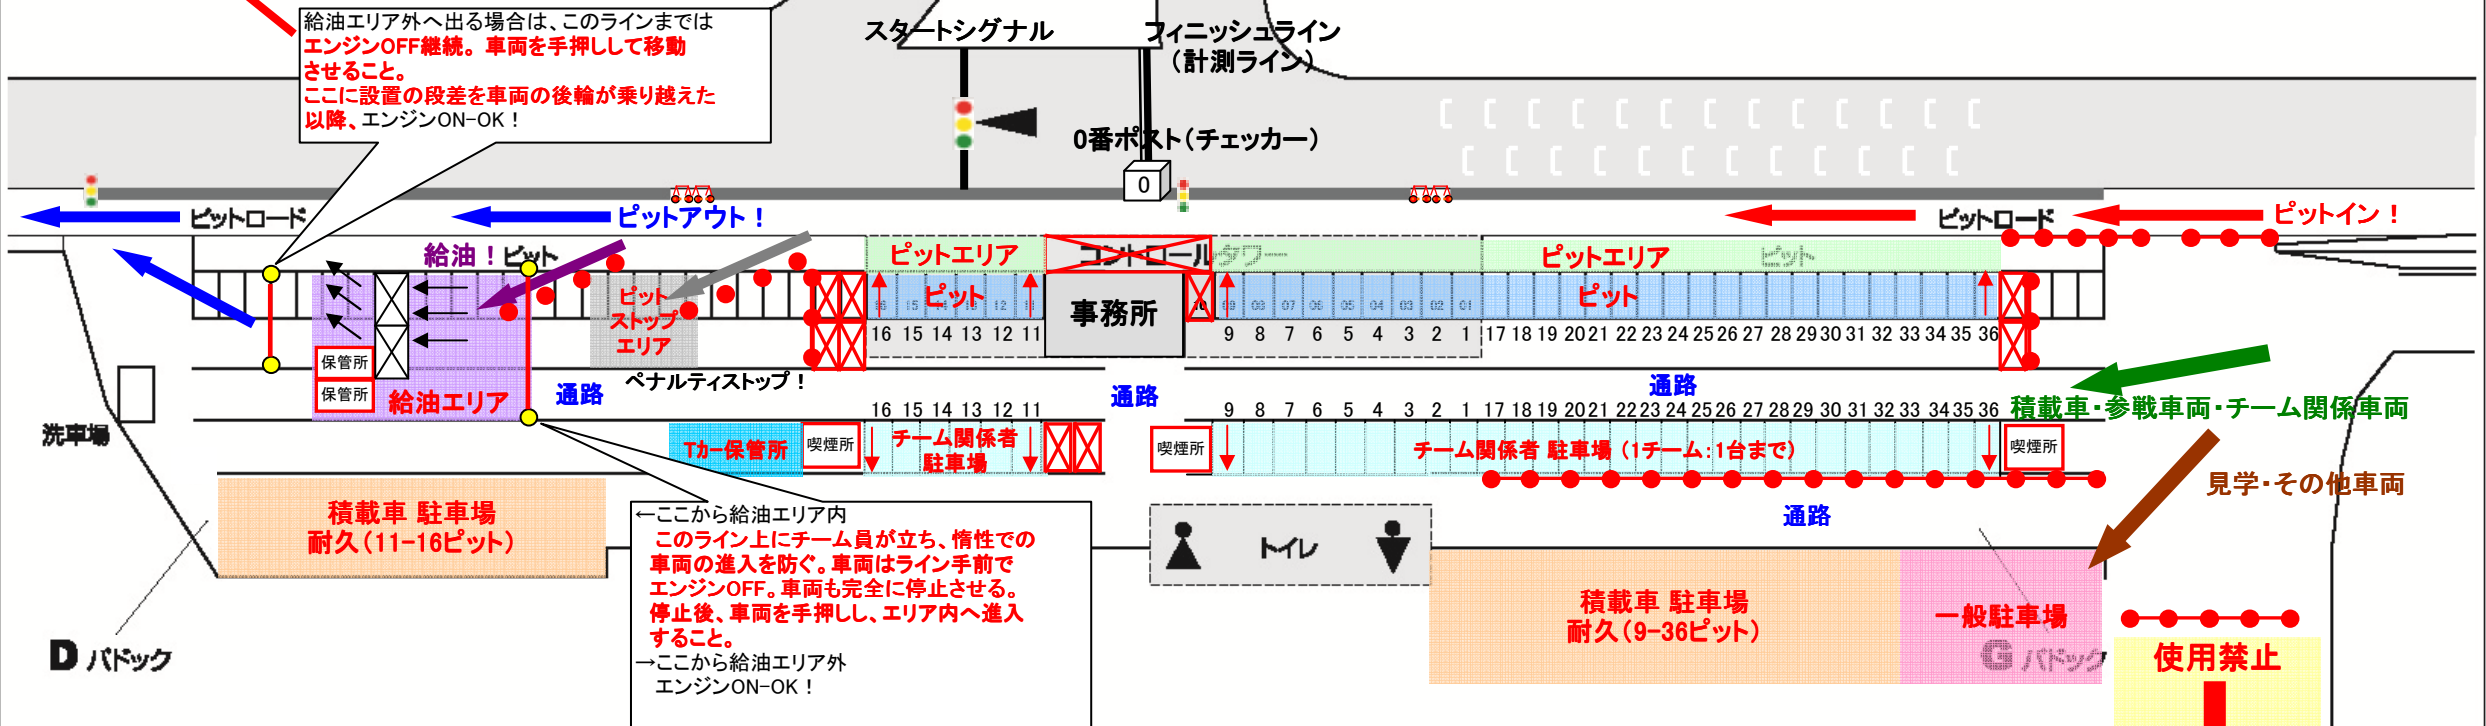 給油エリア外へ出る場合は、このラインまでは
エンジンOFF継続。車両を手押しして移動
させること。
ここに設置の段差を車両の後輪が乗り越えた
以降、エンジンON-OK！
スタートシグナル
フィニッシュライン
（計測ライン）
0番ポスト（チェッカー）
0
ピットロード
ピットアウト！
ピットロード
ピットイン！
給油！
ピット
ピットエリア
コントロールタワー
ピットエリア
ピット
ピット
ストップ
エリア
ピット
16 15 14 13 12 11
事務所
10
09 08 07 06 05 04 03 02 01
ピット
16 15 14 13 12 11
9 8 7 6 5 4 3 2 1 17 18 19 20 21 22 23 24 25 26 27 28 29 30 31 32 33 34 35 36
保管所
保管所
給油エリア
通路
ペナルティストップ！
通路
通路
積載車・参戦車両・チーム関係車両
16 15 14 13 12 11
9 8 7 6 5 4 3 2 1 17 18 19 20 21 22 23 24 25 26 27 28 29 30 31 32 33 34 35 36
洗車場
Tカー保管所
喫煙所
チーム関係者
駐車場
喫煙所
チーム関係者 駐車場（1チーム：1台まで）
喫煙所
見学・その他車両
通路
積載車 駐車場
耐久（11-16ピット）
←ここから給油エリア内
このライン上にチーム員が立ち、惰性での
車両の進入を防ぐ。車両はライン手前で
エンジンOFF。車両も完全に停止させる。
停止後、車両を手押しし、エリア内へ進入
すること。
→ここから給油エリア外
エンジンON-OK！
トイレ
積載車 駐車場
耐久（9-36ピット）
一般駐車場
G パドック
D パドック
使用禁止